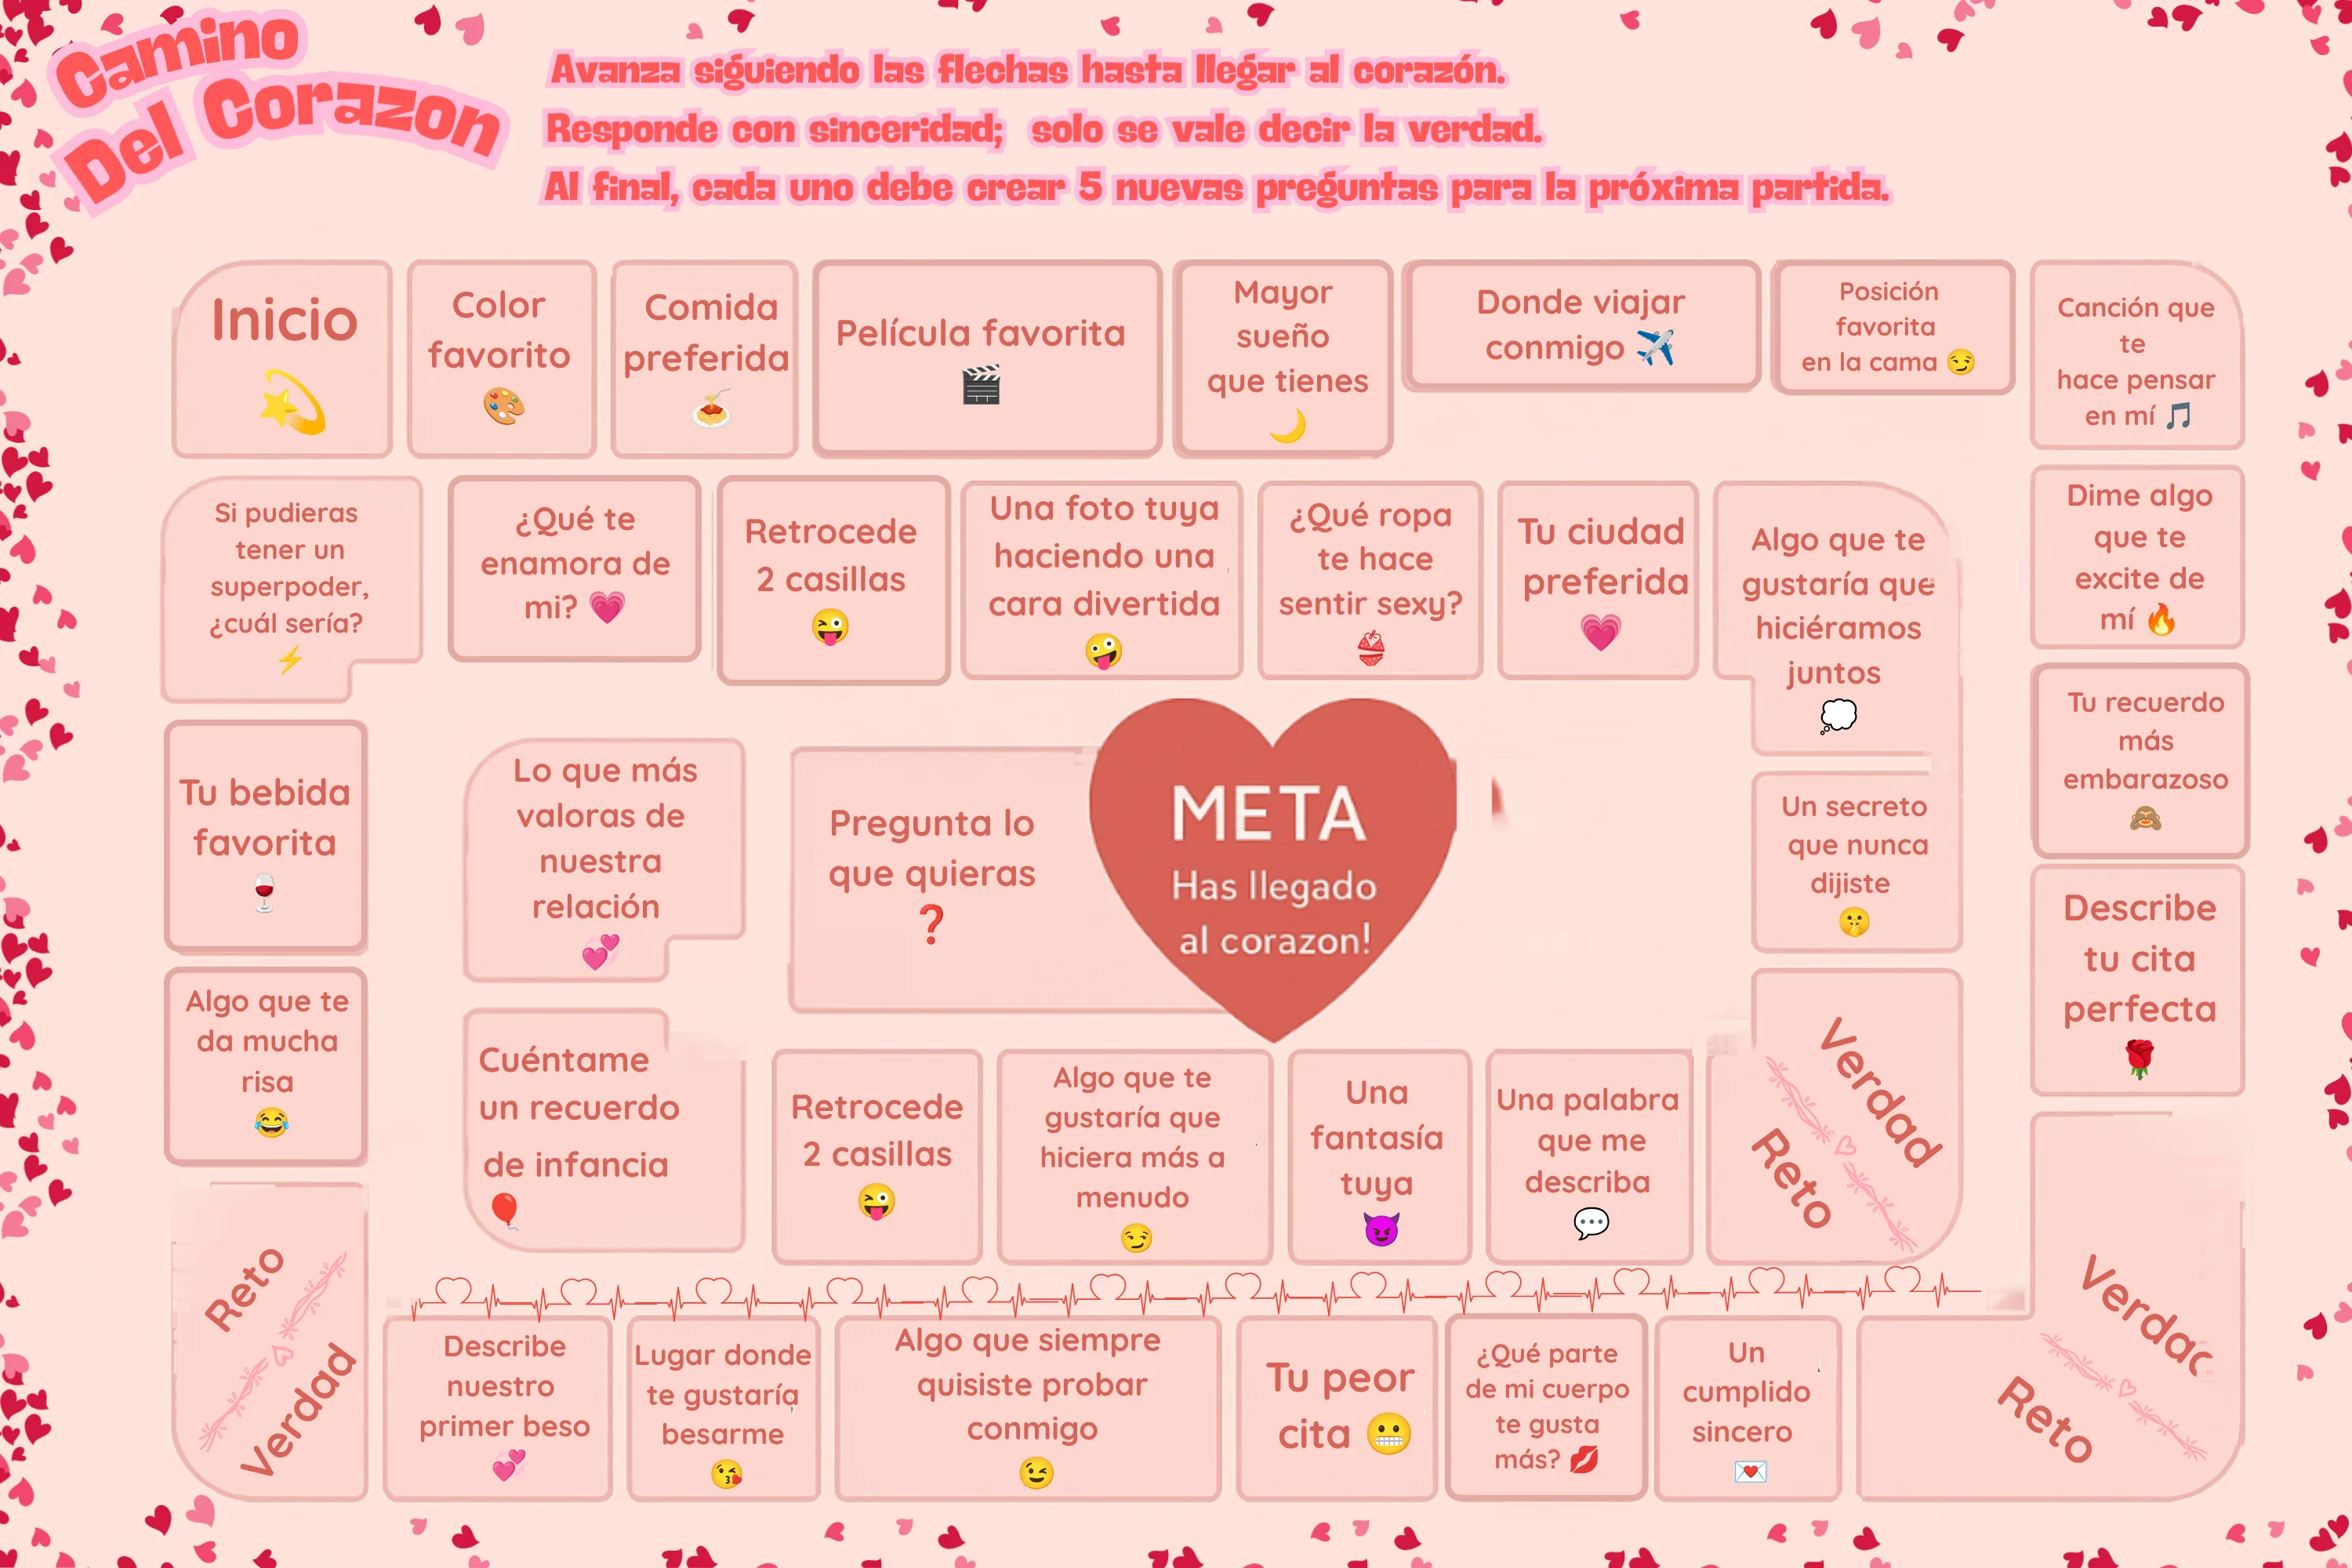 Camino
Del Corazon
Avanza siguiendo las flechas hasta llegar al corazón.
Responde con sinceridad; solo se vale decir la verdad.
Al final, cada uno debe crear 5 nuevas preguntas para la próxima partida.
Inicio
Color
favorito
Comida
preferida
Película favorita
Mayor
sueño
que tienes
Donde viajar
conmigo
Posición
favorita
en la cama
Canción que
te
hace pensar
en mí
Dime algo
que te
excite de
mí
Tu recuerdo
más
embarazoso
Describe
tu cita
perfecta
Verdad
Reto
Un
cumplido
sincero
¿Qué parte
de mi cuerpo
te gusta
más?
Tu peor
cita
Algo que siempre
quisiste probar
conmigo
Lugar donde
te gustaría
besarme
Describe
nuestro
primer beso
Reto
Verdad
Algo que te
da mucha
risa
Tu bebida
favorita
Si pudieras
tener un
superpoder,
¿cuál sería?
¿Qué te
enamora de
mi?
Retrocede
2 casillas
Una foto tuya
haciendo una
cara divertida
¿Qué ropa
te hace
sentir sexy?
Tu ciudad
preferida
Algo que te
gustaría que
hiciéramos
juntos
Un secreto
que nunca
dijiste
Verdad
Reto
Una palabra
que me
describa
Una
fantasía
tuya
Algo que te
gustaría que
hiciera más a
menudo
Retrocede
2 casillas
Cuéntame
un recuerdo
de infancia
Lo que más
valoras de
nuestra
relación
Pregunta lo
que quieras
META
Has llegado
al corazon!